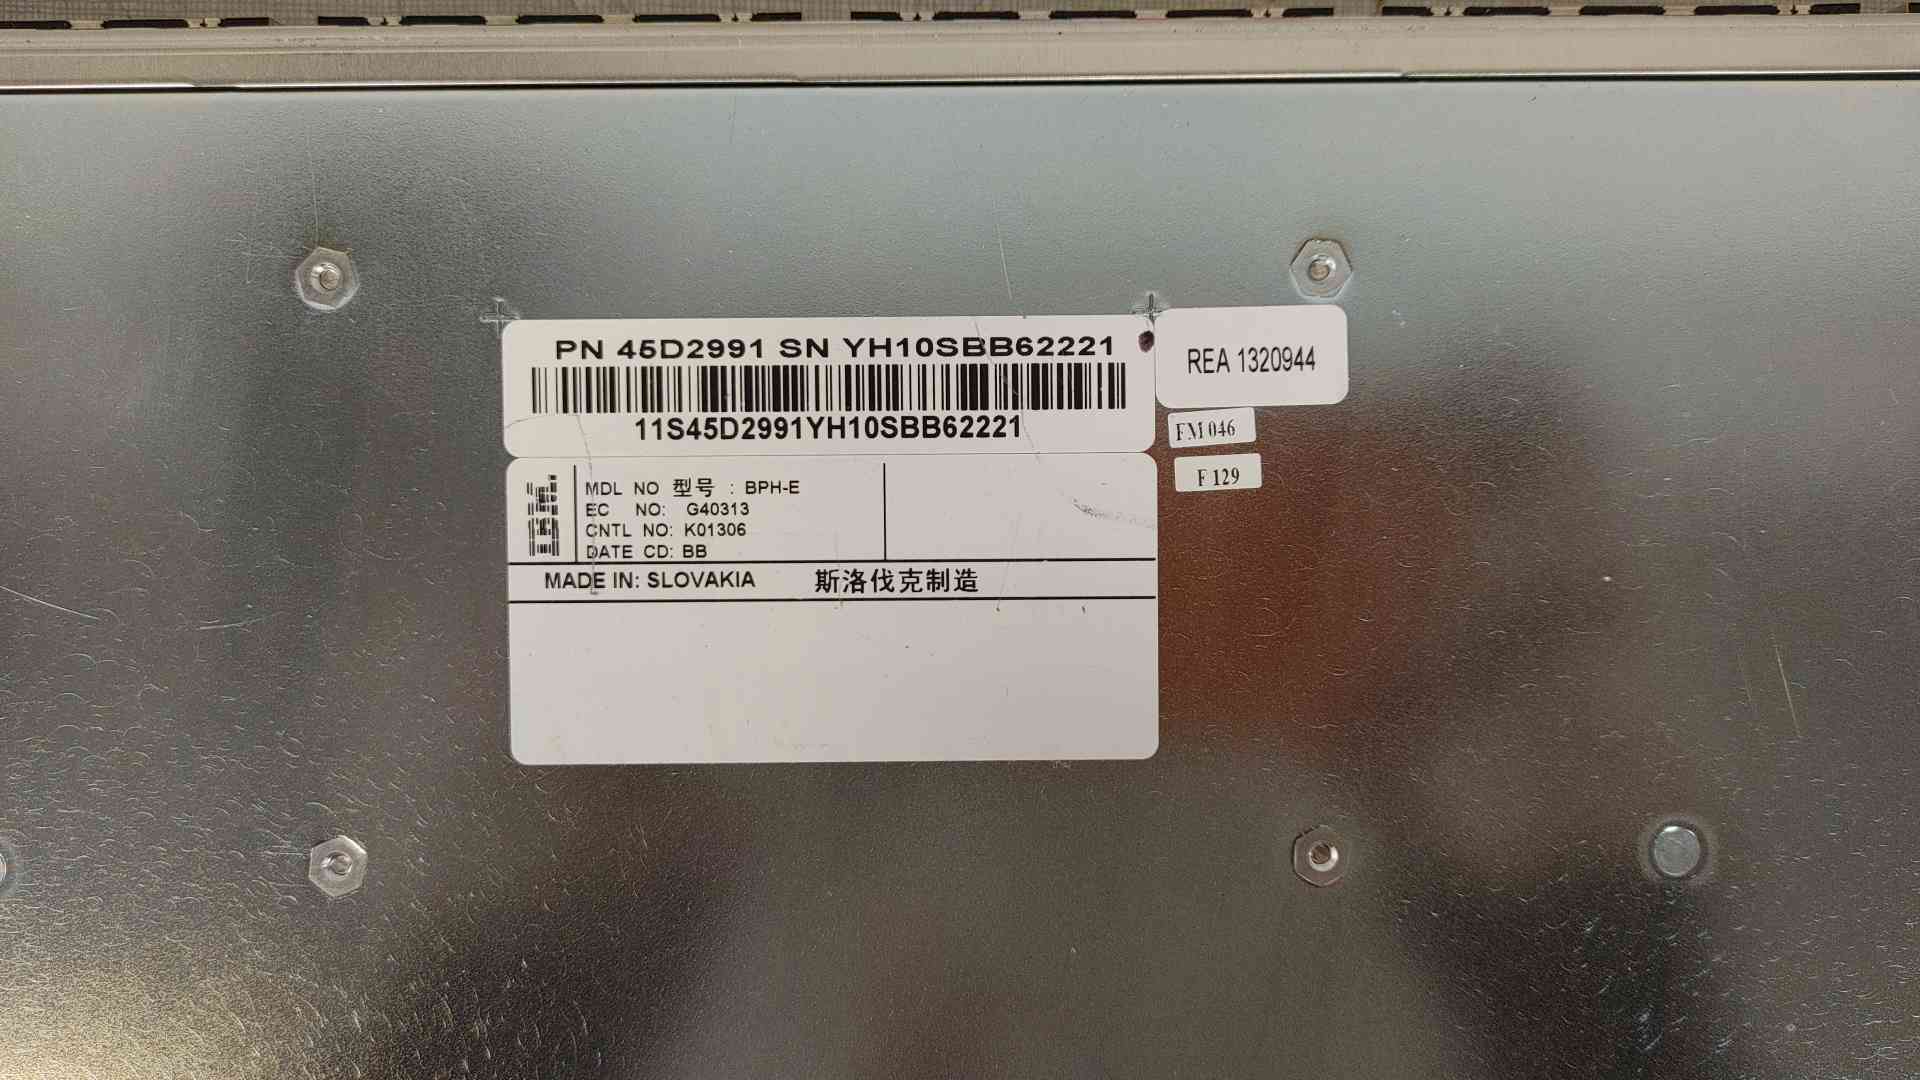 PN 45D2991 SN YH10SBB62221
11S45D2991YH10SBB62221
REA 1320944
FM 046
F 129
IBM
MDL NO 型号 : BPH-E
EC NO: G40313
CNTL NO: K01306
DATE CD: BB
MADE IN: SLOVAKIA 斯洛伐克制造